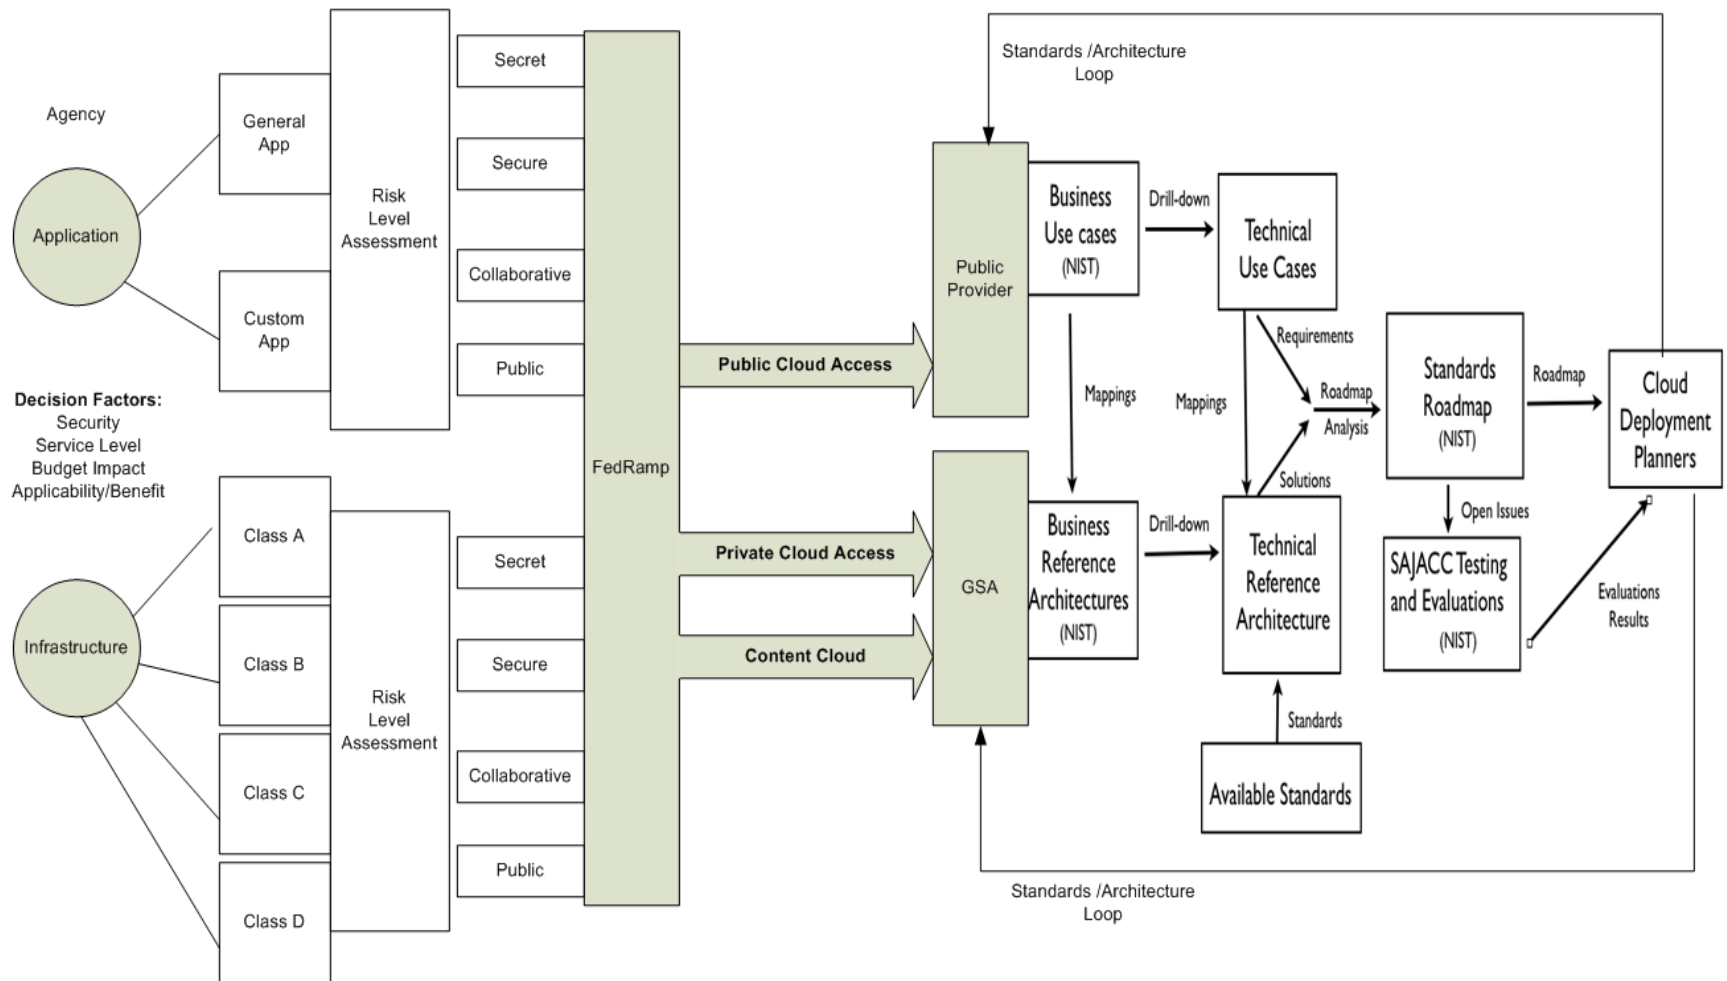 Agency
Application
General
App
Custom
App
Risk
Level
Assessment
Secret
Secure
Collaborative
Public
Decision Factors:
Security
Service Level
Budget Impact
Applicability/Benefit
Infrastructure
Class A
Class B
Class C
Class D
Risk
Level
Assessment
Secret
Secure
Collaborative
Public
FedRamp
Public Cloud Access
Private Cloud Access
Content Cloud
Standards /Architecture
Loop
Public
Provider
GSA
Business
Use cases
(NIST)
Drill-down
Technical
Use Cases
Mappings
Mappings
Requirements
Roadmap
Analysis
Solutions
Standards
Roadmap
(NIST)
Roadmap
Cloud
Deployment
Planners
Business
Reference
Architectures
(NIST)
Drill-down
Technical
Reference
Architecture
Open Issues
SAJACC Testing
and Evaluations
(NIST)
Evaluations
Results
Standards
Available Standards
Standards /Architecture
Loop